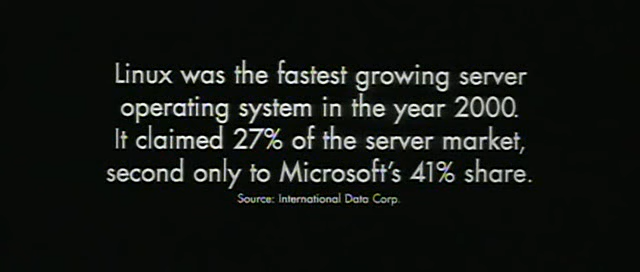 Linux was the fastest growing server
operating system in the year 2000.
It claimed 27% of the server market,
second only to Microsoft's 41% share.
Source: International Data Corp.